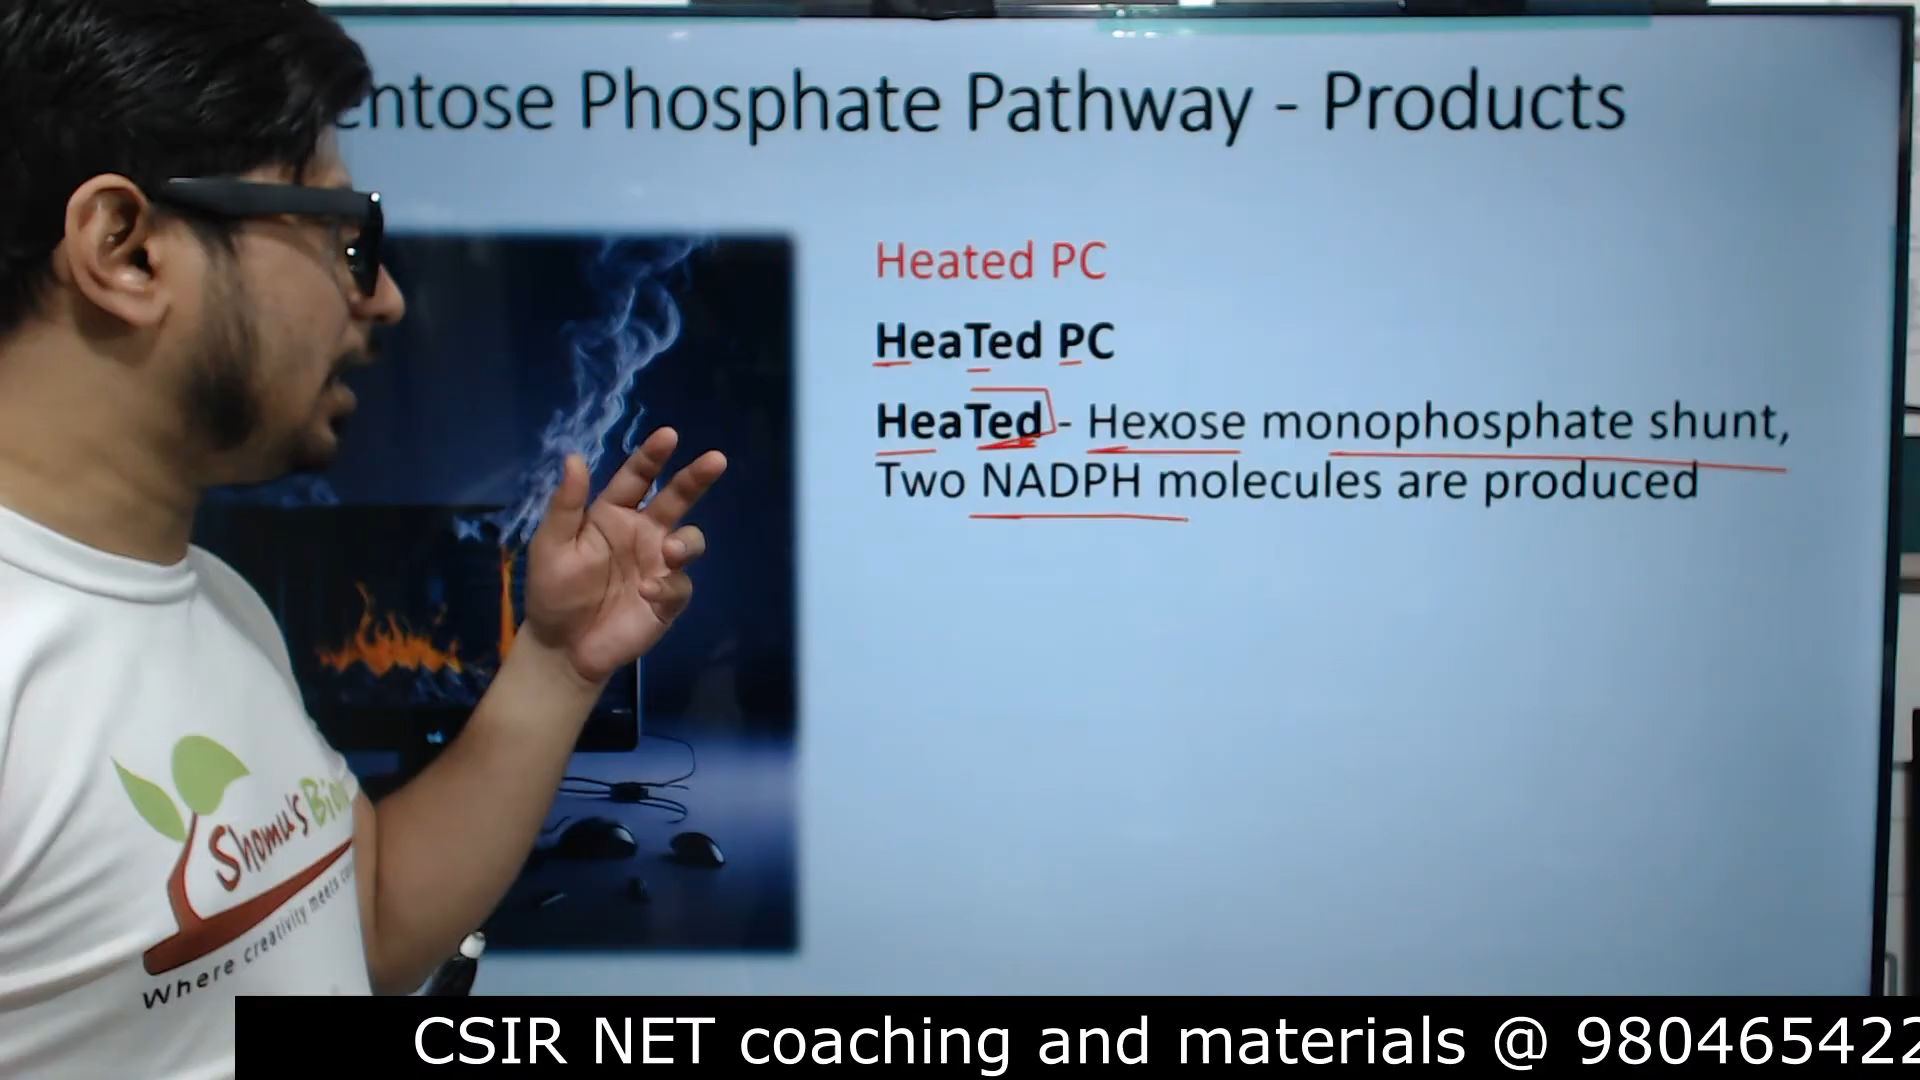 entose Phosphate Pathway - Products
Heated PC
HeaTed PC
HeaTed - Hexose monophosphate shunt,
Two NADPH molecules are produced
Shomu's
Where creativity meets
CSIR NET coaching and materials @ 980465422